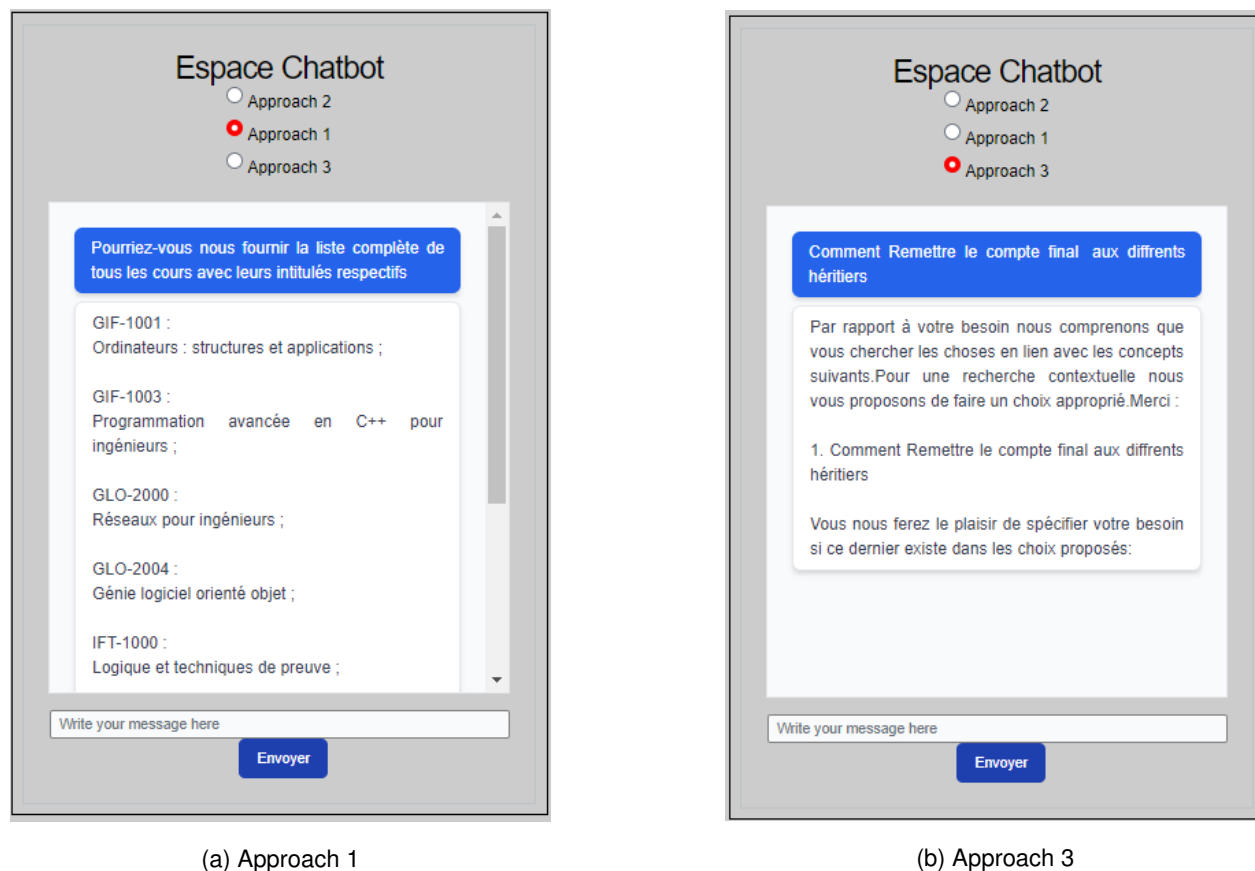 Espace Chatbot
Approach 2
Approach 1
Approach 3
Pourriez-vous nous fournir la liste complète de
tous les cours avec leurs intitulés respectifs
GIF-1001 :
Ordinateurs : structures et applications ;
GIF-1003 :
Programmation avancée en C++ pour
ingénieurs ;
GLO-2000 :
Réseaux pour ingénieurs ;
GLO-2004 :
Génie logiciel orienté objet ;
IFT-1000 :
Logique et techniques de preuve ;
Write your message here
Envoyer
(a) Approach 1
Espace Chatbot
Approach 2
Approach 1
Approach 3
Comment Remettre le compte final aux diffrents
héritiers
Par rapport à votre besoin nous comprenons que
vous chercher les choses en lien avec les concepts
suivants.Pour une recherche contextuelle nous
vous proposons de faire un choix approprié.Merci :
1. Comment Remettre le compte final aux diffrents
héritiers
Vous nous ferez le plaisir de spécifier votre besoin
si ce dernier existe dans les choix proposés:
Write your message here
Envoyer
(b) Approach 3